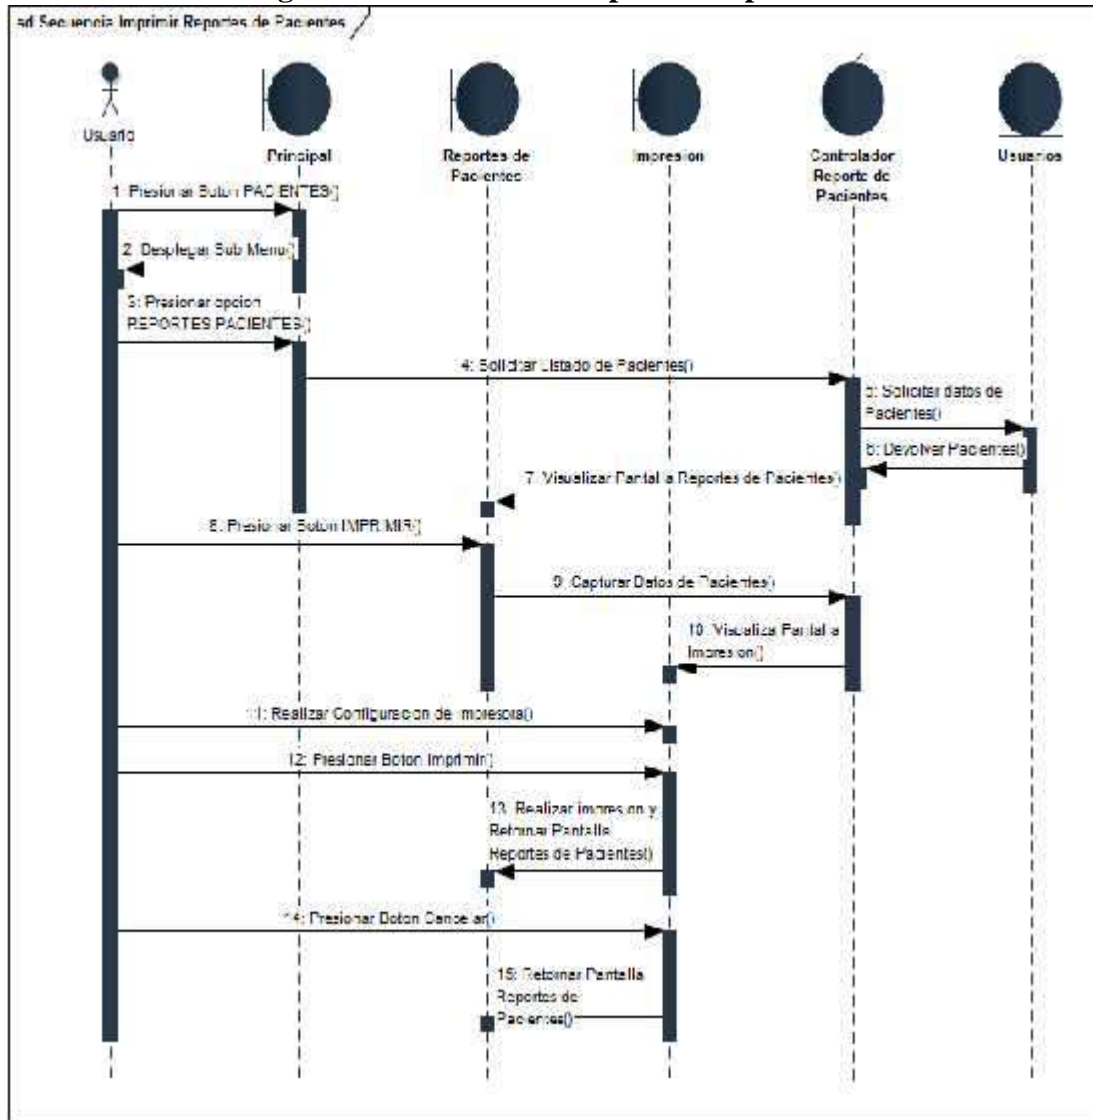 sd Secuencia Imprimir Reportes de Pacientes
Usuario
Principal
Reportes de
Pacientes
Impresion
Controlador
Reporte de
Pacientes
Usuarios
1: Presionar Boton PACIENTES()
2: Desplegar Sub Menu()
3: Presionar opcion
REPORTES PACIENTES()
4: Solicitar Listado de Pacientes()
5: Solicitar datos de
Pacientes()
6: Devolver Pacientes()
7: Visualizar Pantalla Reportes de Pacientes()
8: Presionar Boton IMPRIMIR()
9: Capturar Datos de Pacientes()
10: Visualiza Pantalla
Impresion()
11: Realizar Configuracion de Impresora()
12: Presionar Boton Imprimir()
13: Realizar impresion y
Retornar Pantalla
Reportes de Pacientes()
14: Presionar Boton Cancelar()
15: Retornar Pantalla
Reportes de
Pacientes()